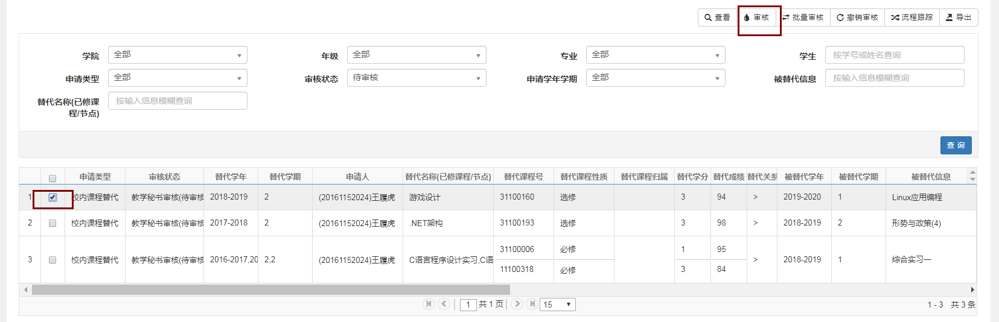 查看 审核 批量审核 撤销审核 流程跟踪 导出
学院 全部 年级 全部 专业 全部 学生 按学号或姓名查询
申请类型 全部 审核状态 待审核 申请学年学期 全部 被替代信息 按输入信息模糊查询
替代名称(已修课 按输入信息模糊查询
程/节点)
查 询
申请类型 审核状态 替代学年 替代学期 申请人 替代名称(已修课程/节点) 替代课程号 替代课程性质 替代课程归属 替代学分 替代成绩 替代关系 被替代学年 被替代学期 被替代信息
1 校内课程替代 教学秘书审核(待审核 2018-2019 2 (20161152024)王履虎 游戏设计 31100160 选修 3 94 > 2019-2020 1 Linux应用编程
2 校内课程替代 教学秘书审核(待审核 2017-2018 2 (20161152024)王履虎 .NET架构 31100193 选修 3 98 > 2018-2019 2 形势与政策(4)
31100006 必修 1 95
3 校内课程替代 教学秘书审核(待审核 2016-2017,20 2,2 (20161152024)王履虎 C语言程序设计实习,C语 > 2018-2019 1 综合实习一
11100318 必修 3 84
1 共 1 页 15 1 - 3 共 3 条